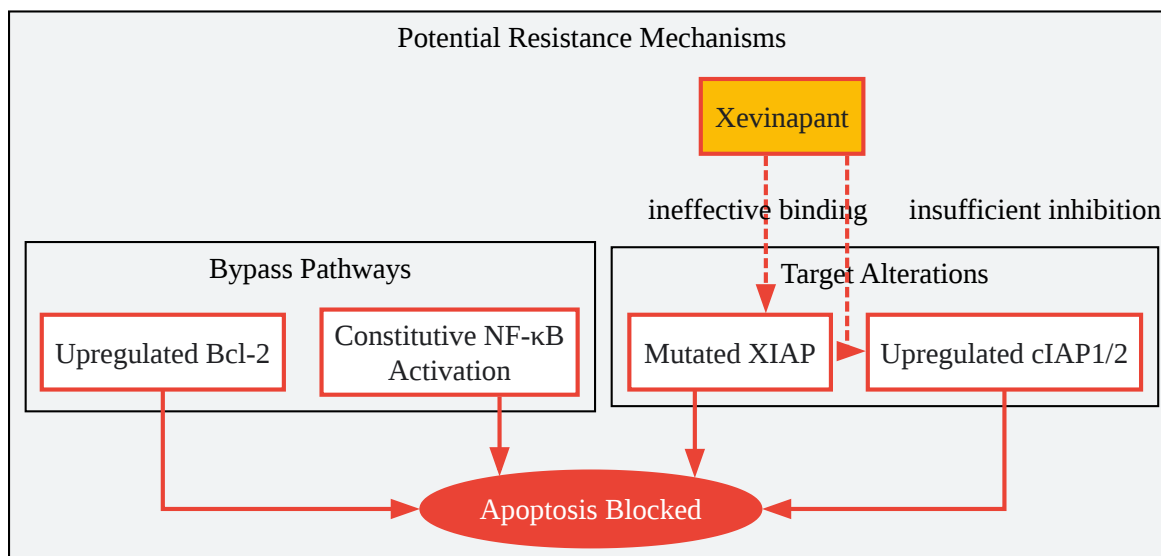 Potential Resistance Mechanisms
Xevinapant
ineffective binding
insufficient inhibition
Bypass Pathways
Target Alterations
Upregulated Bcl-2
Constitutive NF-κB
Activation
Mutated XIAP
Upregulated cIAP1/2
Apoptosis Blocked